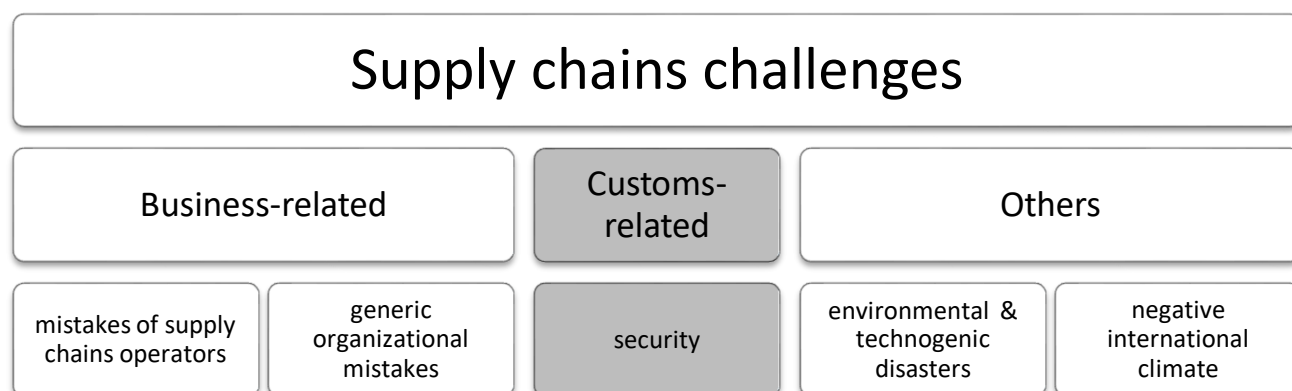 Supply chains challenges
Business-related
Customs-
related
Others
mistakes of supply
chains operators
generic
organizational
mistakes
security
environmental &
technogenic
disasters
negative
international
climate